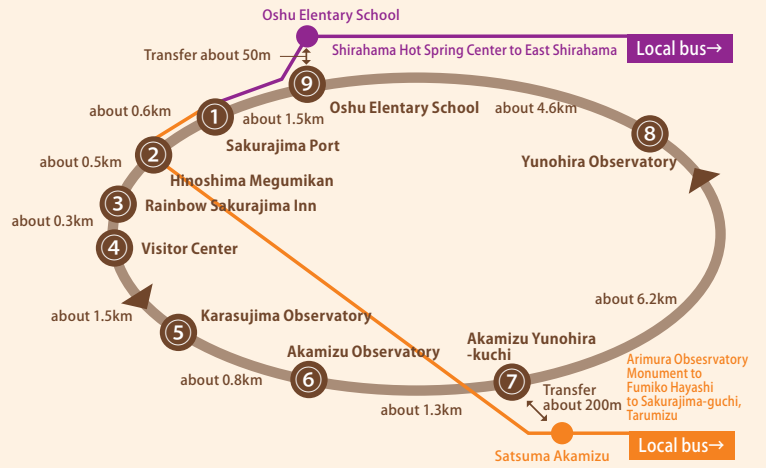 Oshu Elentary School
Shirahama Hot Spring Center to East Shirahama
Local bus→
Transfer about 50m
9
Oshu Elentary School
about 4.6km
about 0.6km
1
about 1.5km
Sakurajima Port
8
Yunohira Observatory
about 0.5km
2
Hinoshima Megumikan
3
Rainbow Sakurajima Inn
about 0.3km
4
Visitor Center
about 6.2km
about 1.5km
5
Karasujima Observatory
Akamizu Observatory
6
about 0.8km
Akamizu Yunohira
-kuchi
7
about 1.3km
Transfer
about 200m
Arimura Obsesrvatory
Monument to
Fumiko Hayashi
to Sakurajima-guchi,
Tarumizu
Satsuma Akamizu
Local bus→